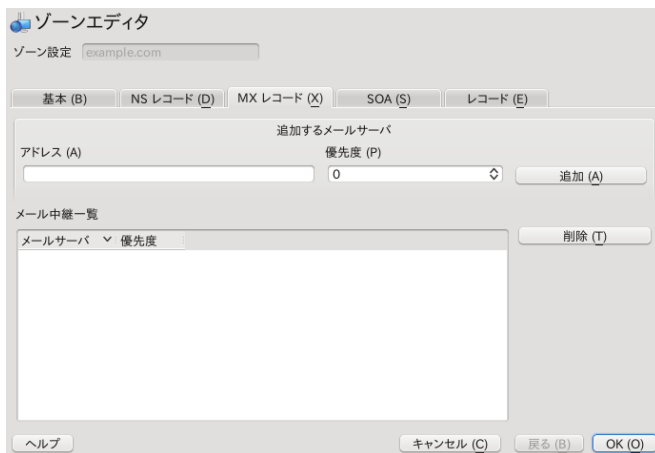 ゾーンエディタ
ゾーン設定 example.com
基本 (B) NS レコード (D) MX レコード (X) SOA (S) レコード (E)
追加するメールサーバ
アドレス (A) 優先度 (P)
0 追加 (A)
メール中継一覧
メールサーバ 優先度 削除 (T)
ヘルプ キャンセル (C) 戻る (B) OK (O)